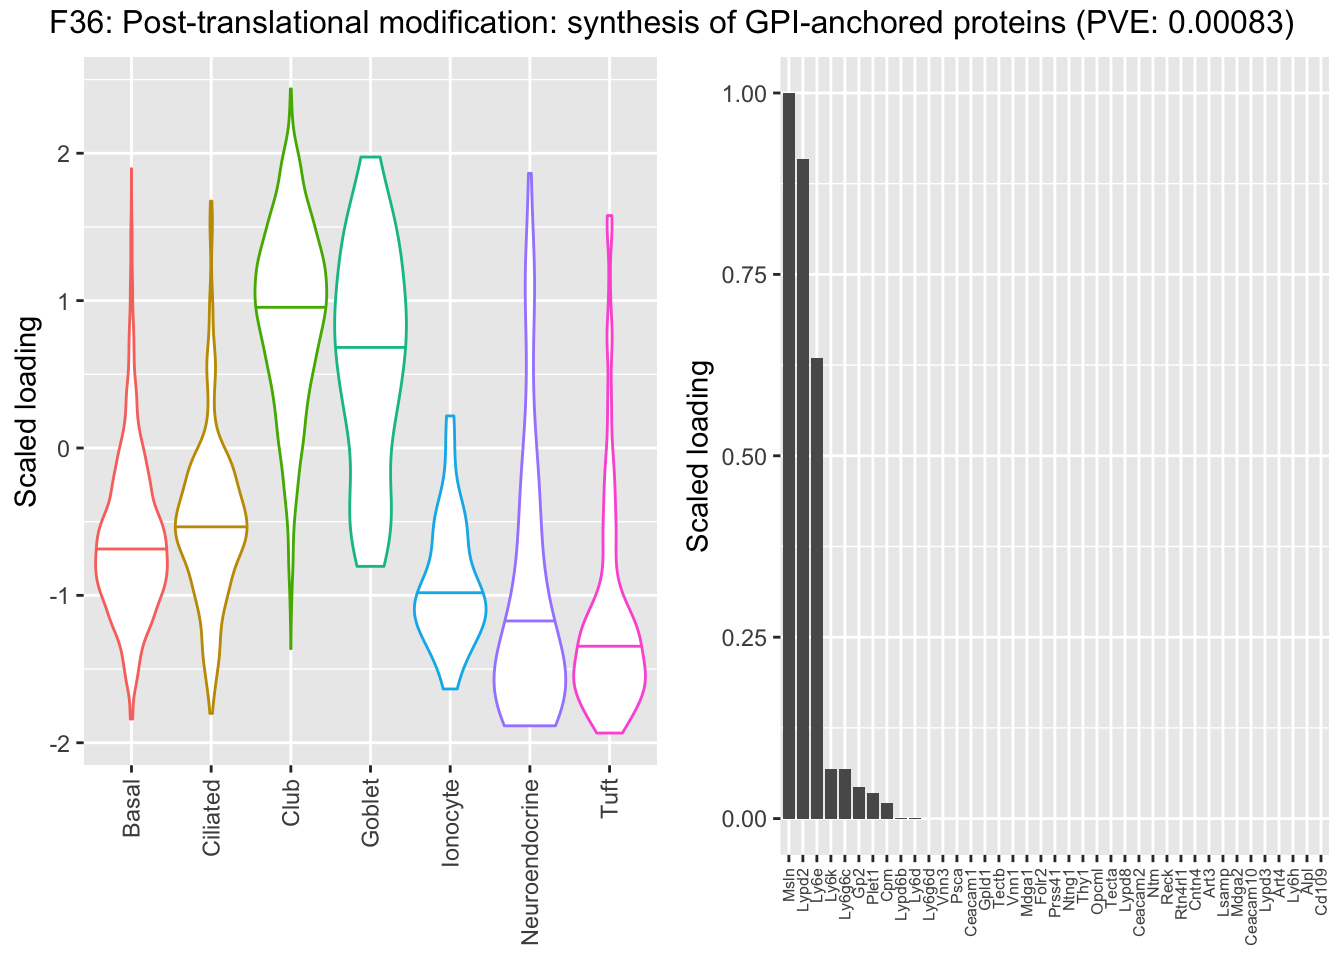 F36: Post-translational modification: synthesis of GPI-anchored proteins (PVE: 0.00083)
Scaled loading
2
1
0
-1
-2
Basal
Ciliated
Club
Goblet
Ionocyte
Neuroendocrine
Tuft
Scaled loading
1.00
0.75
0.50
0.25
0.00
Msln
Lypd2
Ly6e
Ly6k
Ly6g6c
Gp2
Plet1
Cpm
Lypd6b
Ly6d
Ly6g6d
Vnn3
Psca
Ceacam1
Gpld1
Tectb
Vnn1
Mdga1
Folr2
Prss41
Ntng1
Thy1
Opcml
Tecta
Lypd8
Ceacam2
Ntm
Reck
Rtn4rl1
Cntn4
Art3
Lsamp
Mdga2
Ceacam10
Lypd3
Art4
Ly6h
Alpl
Cd109